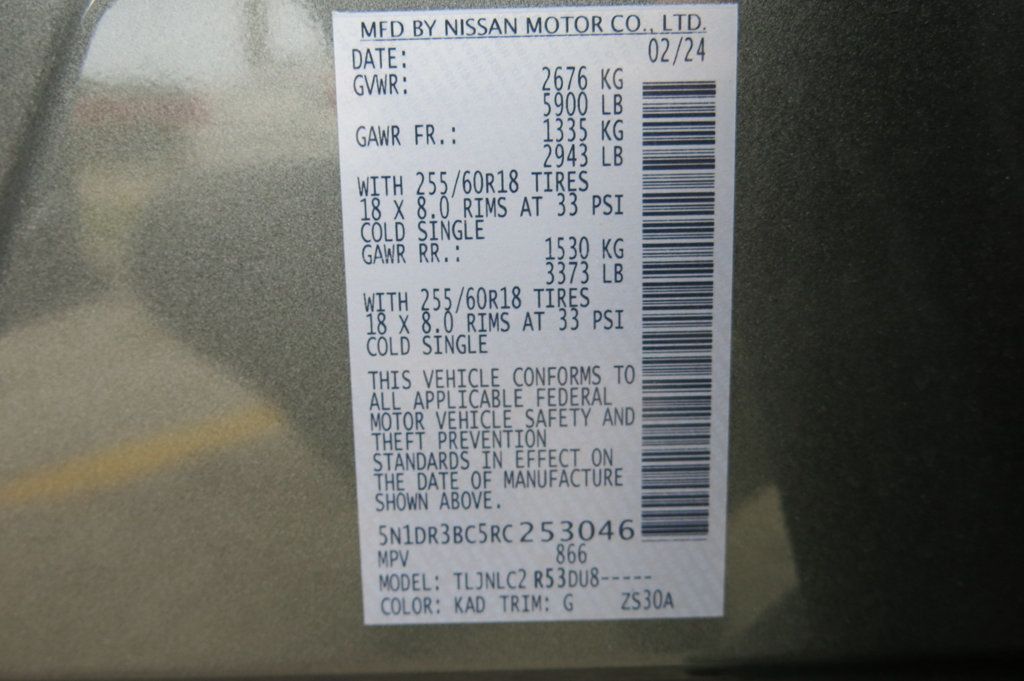 MFD BY NISSAN MOTOR CO., LTD.
DATE: 02/24
GVWR: 2676 KG
5900 LB
GAWR FR.: 1335 KG
2943 LB
WITH 255/60R18 TIRES
18 X 8.0 RIMS AT 33 PSI
COLD SINGLE
GAWR RR.: 1530 KG
3373 LB
WITH 255/60R18 TIRES
18 X 8.0 RIMS AT 33 PSI
COLD SINGLE
THIS VEHICLE CONFORMS TO
ALL APPLICABLE FEDERAL
MOTOR VEHICLE SAFETY AND
THEFT PREVENTION
STANDARDS IN EFFECT ON
THE DATE OF MANUFACTURE
SHOWN ABOVE.
5N1DR3BC5RC253046
MPV 866
MODEL: TLJNLC2 R53DU8-----
COLOR: KAD TRIM: G ZS30A